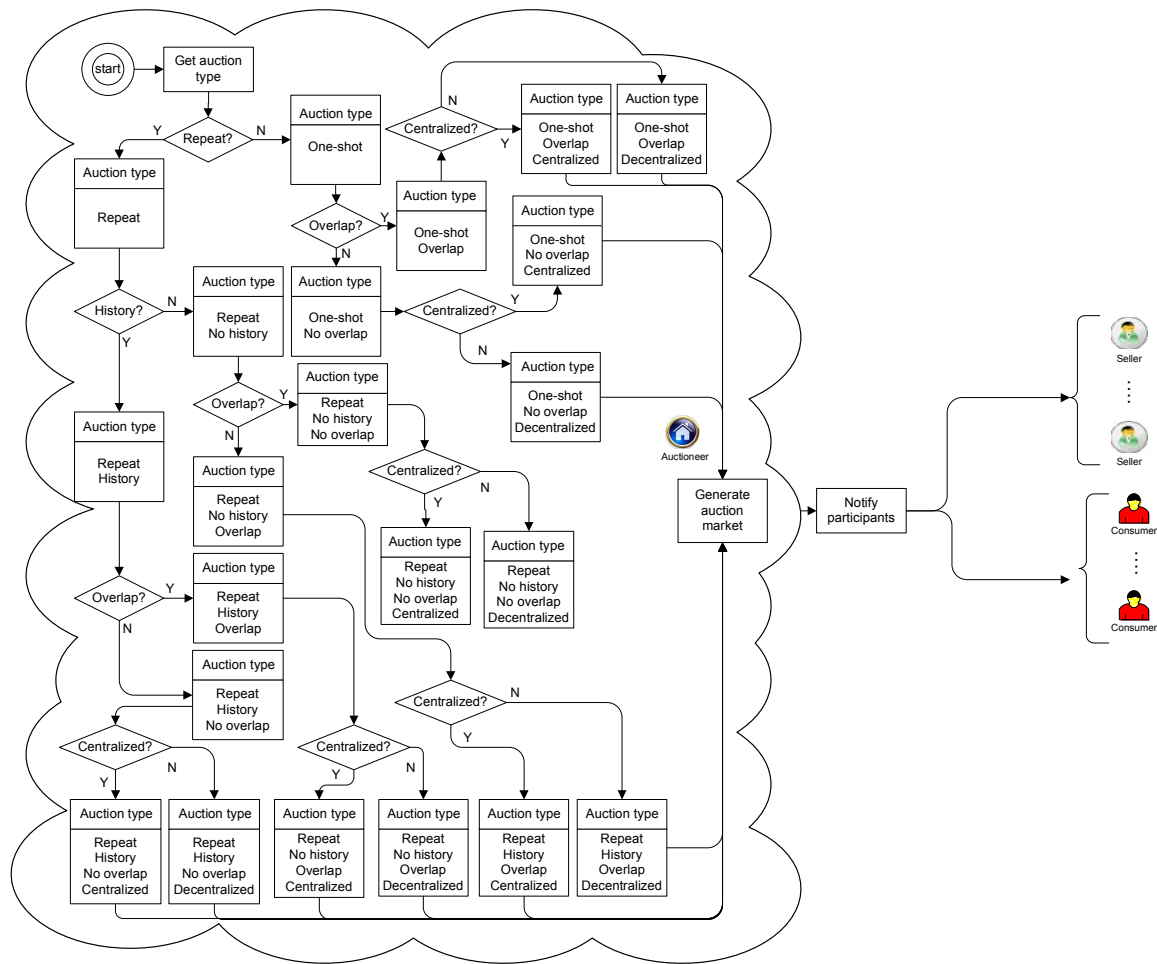 start
Get auction
type
Repeat?
Y
N
Auction type
One-shot
Centralized?
N
Y
Auction type
One-shot
Overlap
Centralized
Auction type
One-shot
Overlap
Decentralized
Auction type
Repeat
Overlap?
Y
N
Auction type
One-shot
Overlap
Auction type
One-shot
No overlap
Centralized
History?
N
Y
Auction type
Repeat
No history
Auction type
One-shot
No overlap
Centralized?
Y
N
Auction type
One-shot
No overlap
Decentralized
Overlap?
Y
N
Auction type
Repeat
No history
No overlap
Auction type
Repeat
History
Auction type
Repeat
No history
Overlap
Centralized?
Y
N
Auction type
Repeat
No history
No overlap
Centralized
Auction type
Repeat
No history
No overlap
Decentralized
Auctioneer
Generate
auction
market
Notify
participants
Seller
Seller
Consumer
Consumer
Overlap?
Y
N
Auction type
Repeat
History
Overlap
Auction type
Repeat
History
No overlap
Centralized?
Y
N
Centralized?
Y
N
Centralized?
N
Y
Auction type
Repeat
History
No overlap
Centralized
Auction type
Repeat
History
No overlap
Decentralized
Auction type
Repeat
No history
Overlap
Centralized
Auction type
Repeat
No history
Overlap
Decentralized
Auction type
Repeat
History
Overlap
Centralized
Auction type
Repeat
History
Overlap
Decentralized